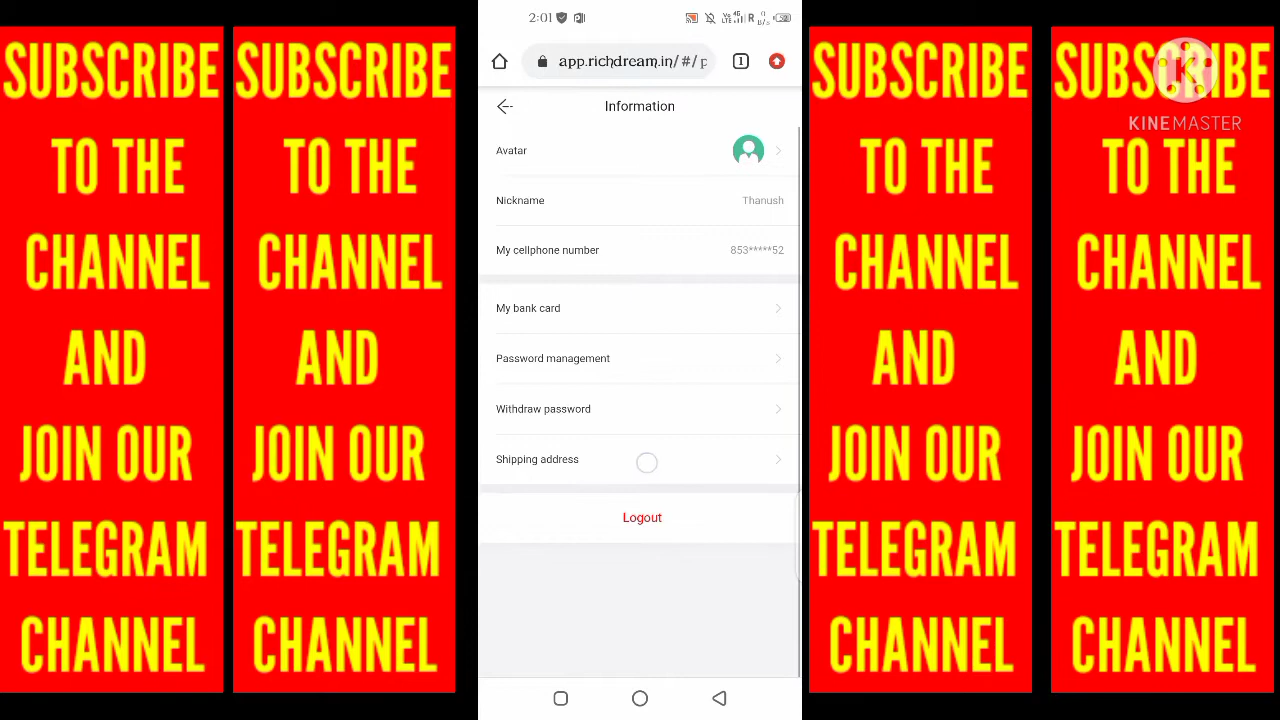 SUBSCRIBE
TO THE
CHANNEL
AND
JOIN OUR
TELEGRAM
CHANNEL
SUBSCRIBE
TO THE
CHANNEL
AND
JOIN OUR
TELEGRAM
CHANNEL
2:01
R
app.richdream.in/#/p
1
Information
Avatar
Nickname Thanush
My cellphone number 853*****52
My bank card
Password management
Withdraw password
Shipping address
Logout
SUBSCRIBE
TO THE
CHANNEL
AND
JOIN OUR
TELEGRAM
CHANNEL
SUBSCRIBE
TO THE
CHANNEL
AND
JOIN OUR
TELEGRAM
CHANNEL
K
KINEMASTER